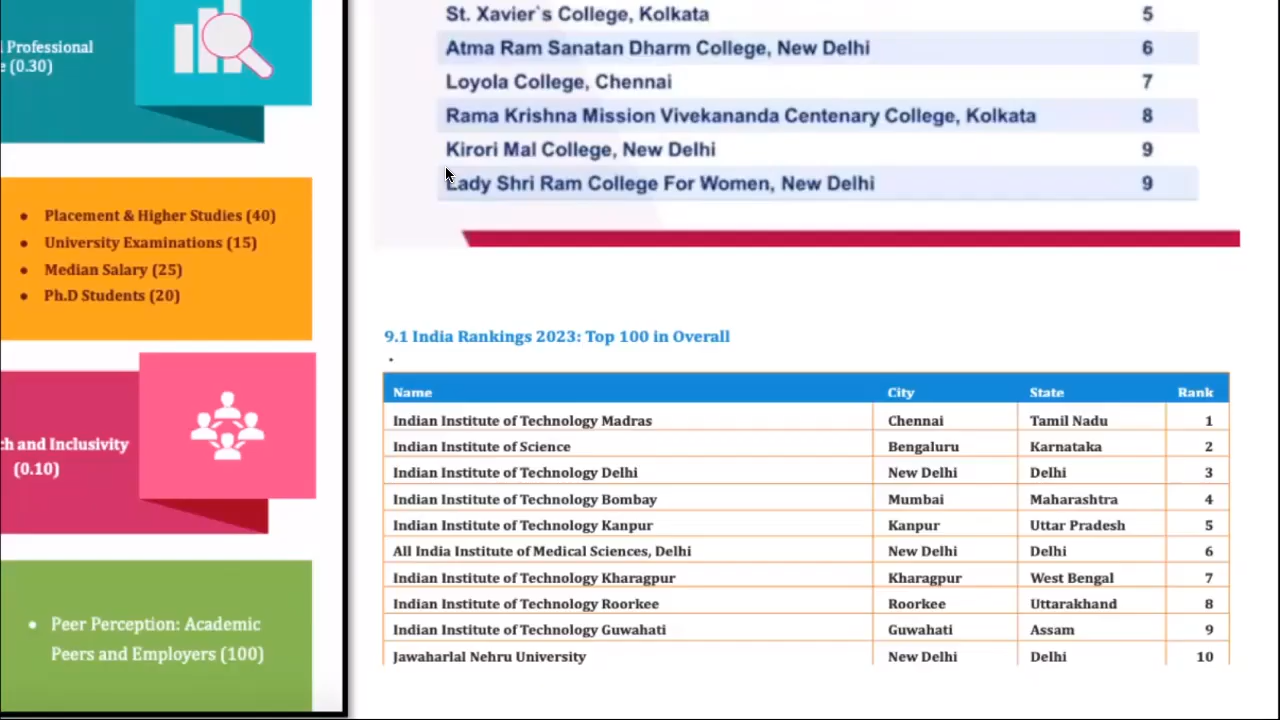 l Professional
e (0.30)
• Placement & Higher Studies (40)
• University Examinations (15)
• Median Salary (25)
• Ph.D Students (20)
ch and Inclusivity
(0.10)
• Peer Perception: Academic
Peers and Employers (100)
St. Xavier`s College, Kolkata 5
Atma Ram Sanatan Dharm College, New Delhi 6
Loyola College, Chennai 7
Rama Krishna Mission Vivekananda Centenary College, Kolkata 8
Kirori Mal College, New Delhi 9
Lady Shri Ram College For Women, New Delhi 9
9.1 India Rankings 2023: Top 100 in Overall
Name City State Rank
Indian Institute of Technology Madras Chennai Tamil Nadu 1
Indian Institute of Science Bengaluru Karnataka 2
Indian Institute of Technology Delhi New Delhi Delhi 3
Indian Institute of Technology Bombay Mumbai Maharashtra 4
Indian Institute of Technology Kanpur Kanpur Uttar Pradesh 5
All India Institute of Medical Sciences, Delhi New Delhi Delhi 6
Indian Institute of Technology Kharagpur Kharagpur West Bengal 7
Indian Institute of Technology Roorkee Roorkee Uttarakhand 8
Indian Institute of Technology Guwahati Guwahati Assam 9
Jawaharlal Nehru University New Delhi Delhi 10